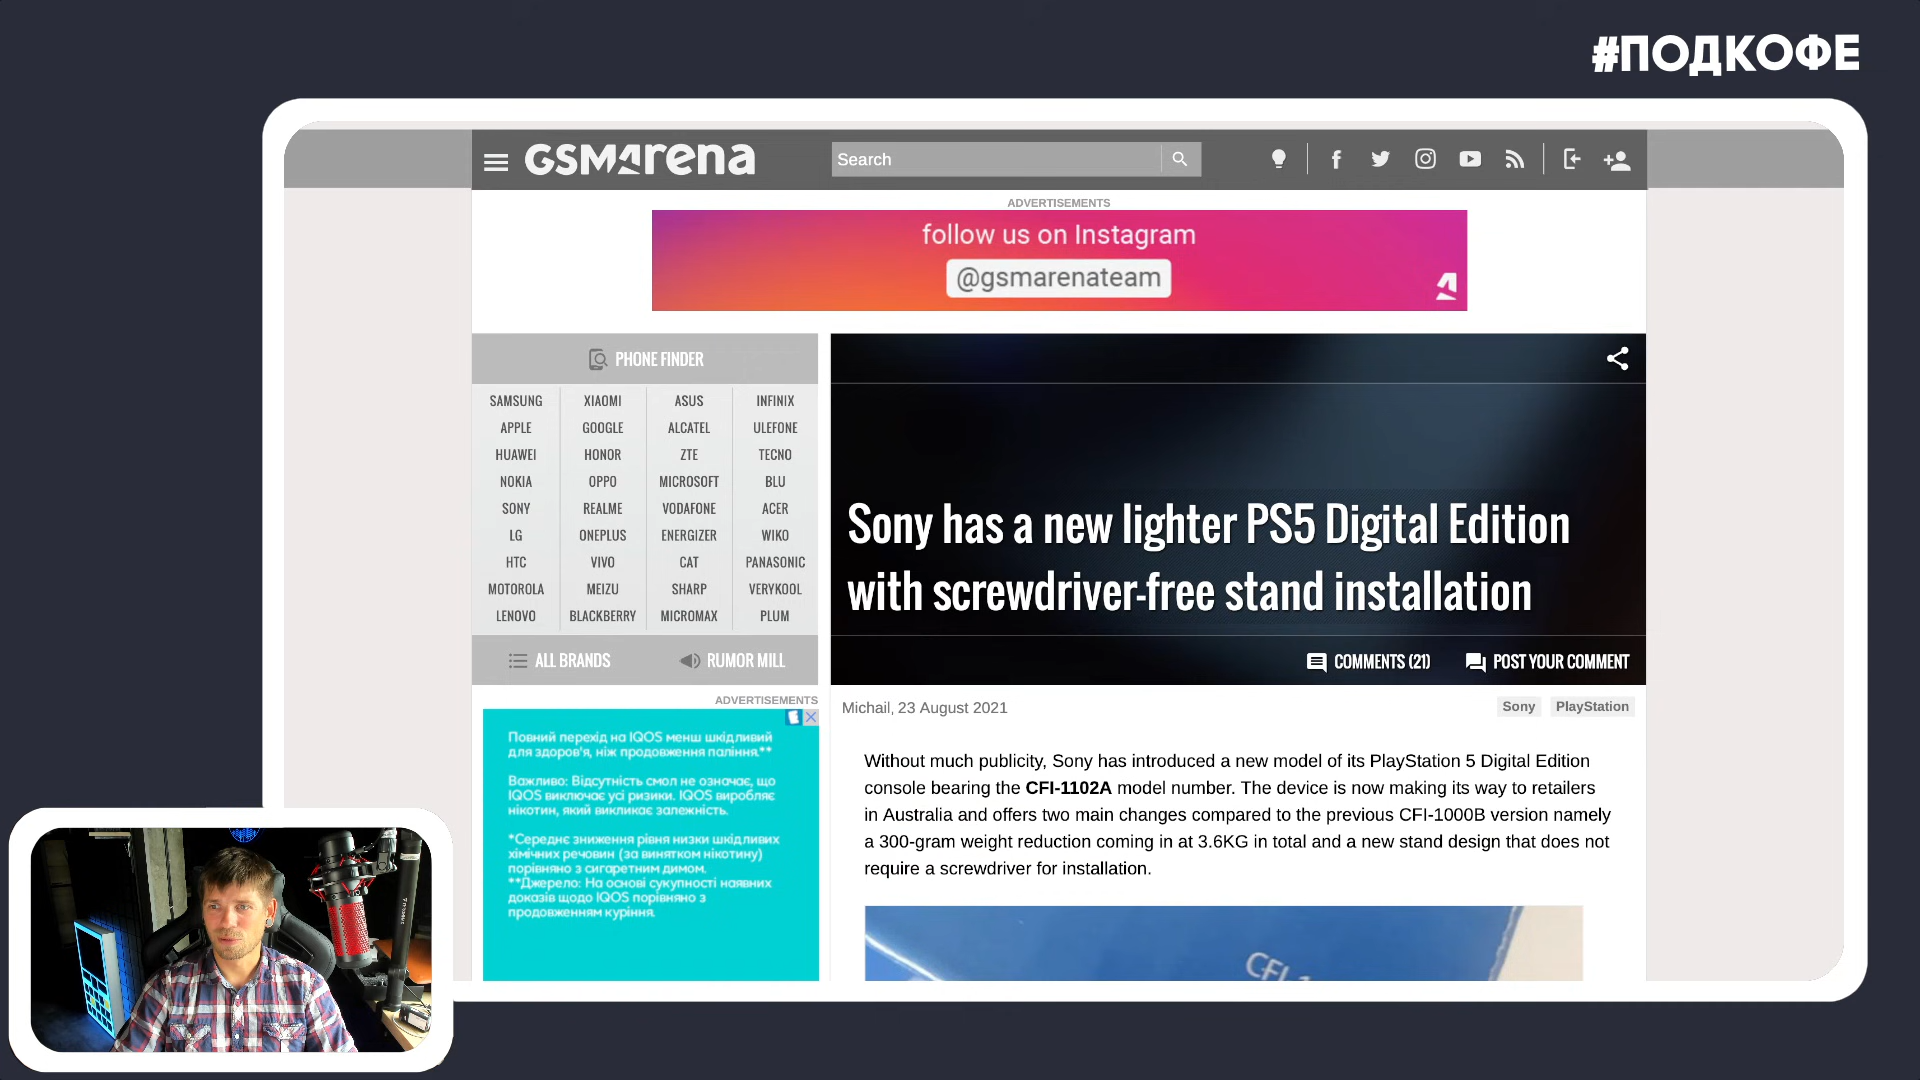 #ПОДКОФЕ
GSMArena
Search
ADVERTISEMENTS
follow us on Instagram
@gsmarenateam
PHONE FINDER
SAMSUNG XIAOMI ASUS INFINIX
APPLE GOOGLE ALCATEL ULEFONE
HUAWEI HONOR ZTE TECNO
NOKIA OPPO MICROSOFT BLU
SONY REALME VODAFONE ACER
LG ONEPLUS ENERGIZER WIKO
HTC VIVO CAT PANASONIC
MOTOROLA MEIZU SHARP VERYKOOL
LENOVO BLACKBERRY MICROMAX PLUM
ALL BRANDS RUMOR MILL
ADVERTISEMENTS
Повний перехід на IQOS менш шкідливий
для здоров'я, ніж продовження паління.**
Важливо: Відсутність смол не означає, що
IQOS виключає усі ризики. IQOS виробляє
нікотин, який викликає залежність.
*Середнє зниження рівня низки шкідливих
хімічних речовин (за винятком нікотину)
порівняно з сигаретним димом.
**Джерело: На основі сукупності наявних
доказів щодо IQOS порівняно з
продовженням куріння.
Sony has a new lighter PS5 Digital Edition
with screwdriver-free stand installation
COMMENTS (21) POST YOUR COMMENT
Michail, 23 August 2021
Sony PlayStation
Without much publicity, Sony has introduced a new model of its PlayStation 5 Digital Edition
console bearing the CFI-1102A model number. The device is now making its way to retailers
in Australia and offers two main changes compared to the previous CFI-1000B version namely
a 300-gram weight reduction coming in at 3.6KG in total and a new stand design that does not
require a screwdriver for installation.